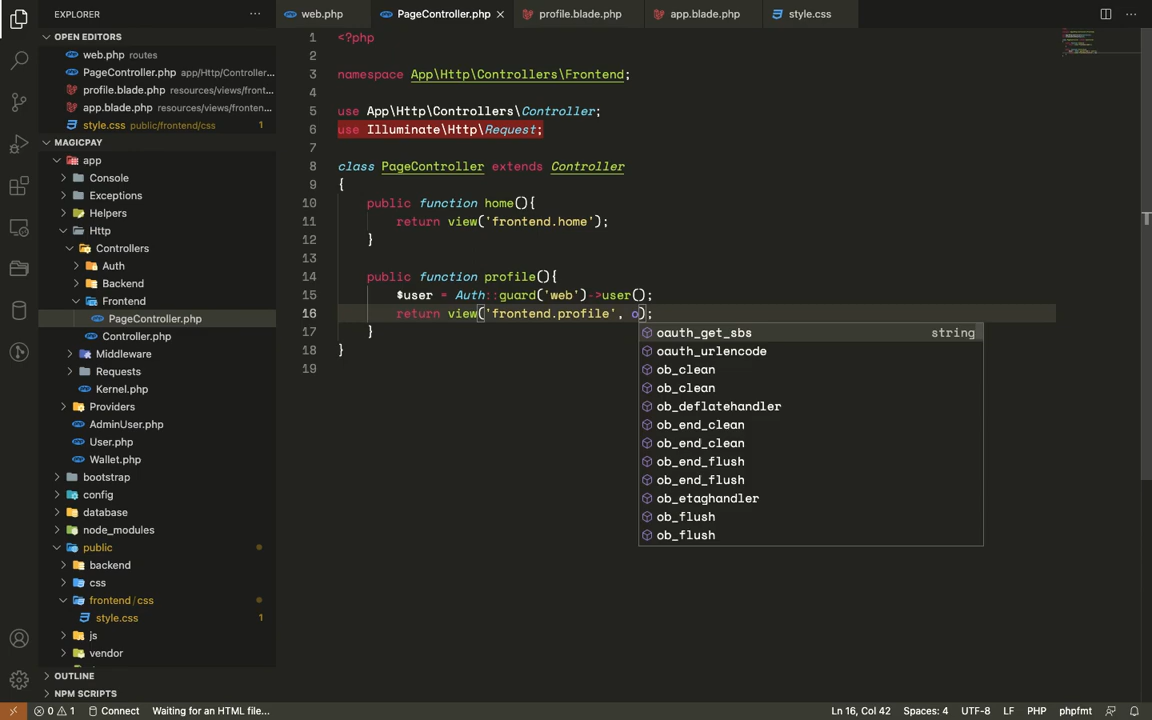 EXPLORER
OPEN EDITORS
web.php routes
PageController.php app/Http/Controller...
profile.blade.php resources/views/front...
app.blade.php resources/views/fronten...
style.css public/frontend/css 1
MAGICPAY
app
Console
Exceptions
Helpers
Http
Controllers
Auth
Backend
Frontend
PageController.php
Controller.php
Middleware
Requests
Kernel.php
Providers
AdminUser.php
User.php
Wallet.php
bootstrap
config
database
node_modules
public
backend
css
frontend/css
style.css 1
js
vendor
OUTLINE
NPM SCRIPTS
web.php PageController.php profile.blade.php app.blade.php style.css
1 <?php
2
3 namespace App\Http\Controllers\Frontend;
4
5 use App\Http\Controllers\Controller;
6 use Illuminate\Http\Request;
7
8 class PageController extends Controller
9 {
10 public function home(){
11 return view('frontend.home');
12 }
13
14 public function profile(){
15 $user = Auth::guard('web')->user();
16 return view('frontend.profile', o);
17 }
18 }
19
oauth_get_sbs string
oauth_urlencode
ob_clean
ob_clean
ob_deflatehandler
ob_end_clean
ob_end_clean
ob_end_flush
ob_end_flush
ob_etaghandler
ob_flush
ob_flush
0 1 Connect Waiting for an HTML file... Ln 16, Col 42 Spaces: 4 UTF-8 LF PHP phpfmt